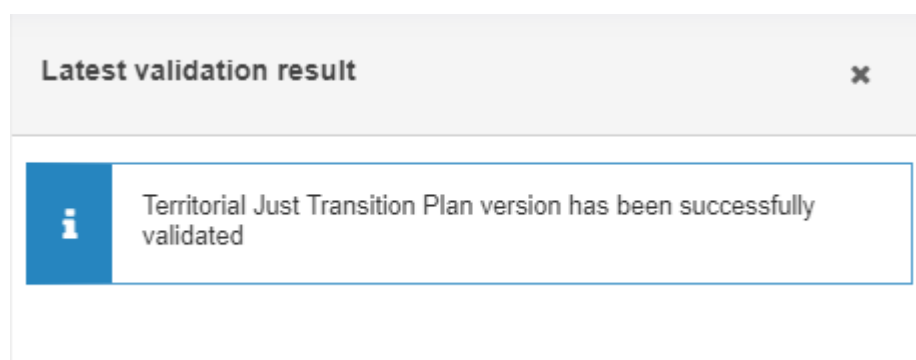 Latest validation result
Territorial Just Transition Plan version has been successfully
validated